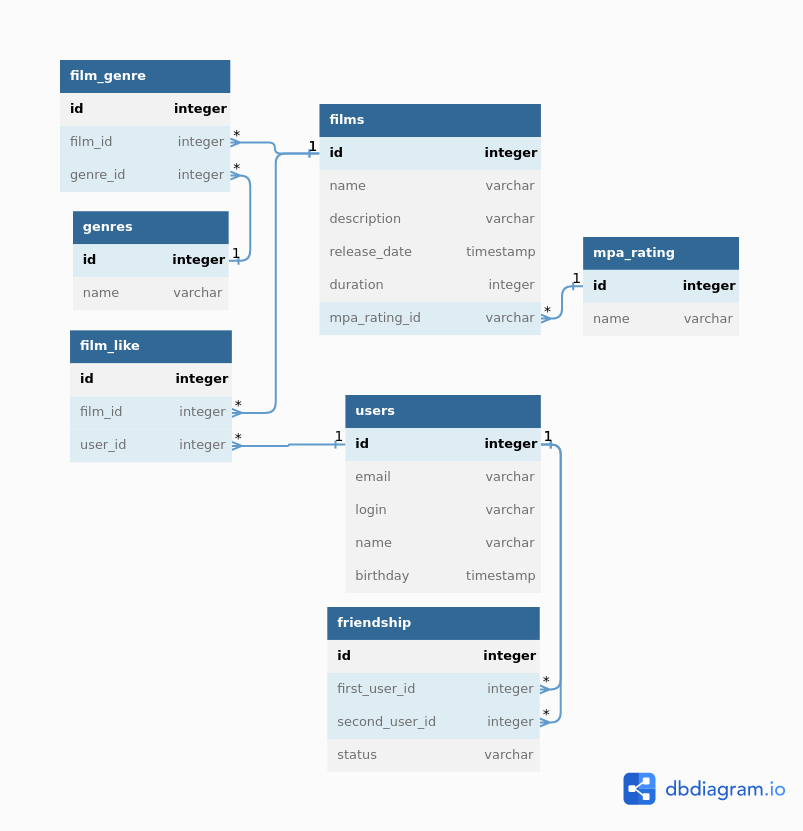 film_genre
id integer
film_id integer *
genre_id integer *
genres
id integer 1
name varchar
film_like
id integer
film_id integer *
user_id integer *
films
1 id integer
name varchar
description varchar
release_date timestamp
duration integer
mpa_rating_id varchar *
mpa_rating
1 id integer
name varchar
users
1 id integer 1
email varchar
login varchar
name varchar
birthday timestamp
friendship
id integer
first_user_id integer *
second_user_id integer *
status varchar
dbdiagram.io